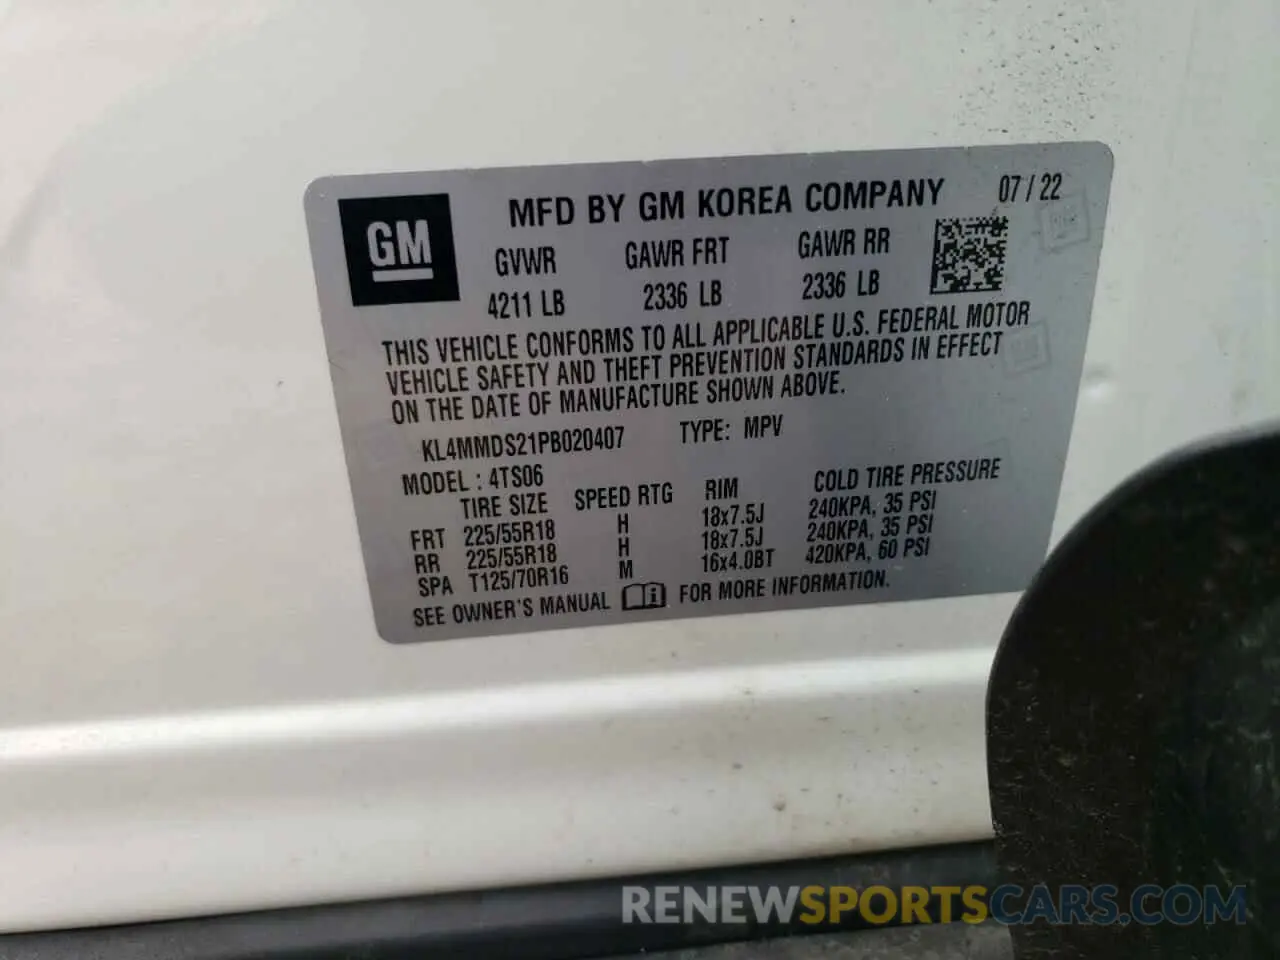 GM
MFD BY GM KOREA COMPANY 07 / 22
GVWR GAWR FRT GAWR RR
4211 LB 2336 LB 2336 LB
THIS VEHICLE CONFORMS TO ALL APPLICABLE U.S. FEDERAL MOTOR
VEHICLE SAFETY AND THEFT PREVENTION STANDARDS IN EFFECT
ON THE DATE OF MANUFACTURE SHOWN ABOVE.
KL4MMDS21PB020407 TYPE: MPV
MODEL : 4TS06
TIRE SIZE SPEED RTG RIM COLD TIRE PRESSURE
FRT 225/55R18 H 18x7.5J 240KPA, 35 PSI
RR 225/55R18 H 18x7.5J 240KPA, 35 PSI
SPA T125/70R16 M 16x4.0BT 420KPA, 60 PSI
SEE OWNER'S MANUAL FOR MORE INFORMATION.
RENEWSPORTSCARS.COM